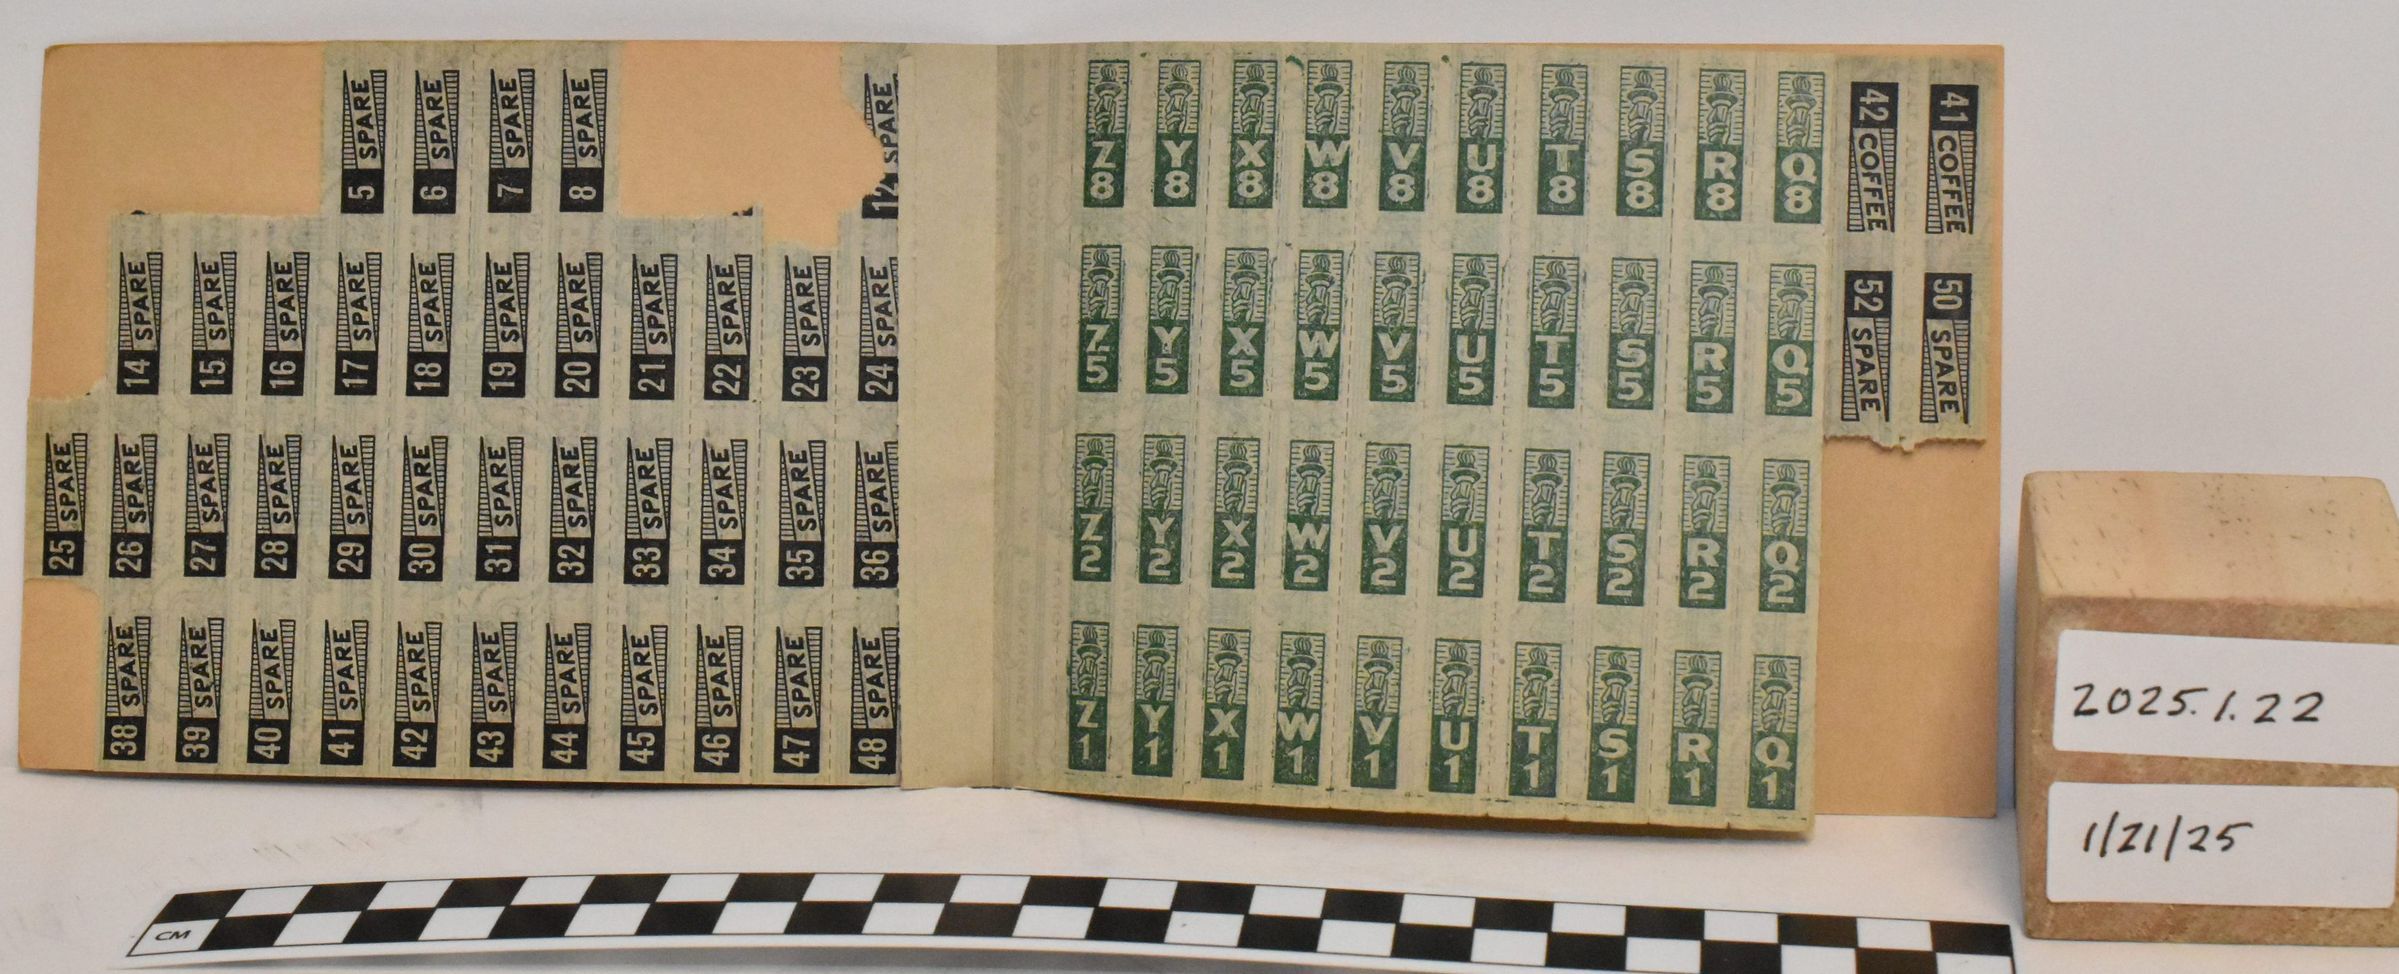 5 SPARE 6 SPARE 7 SPARE 8 SPARE 12 SPARE
14 SPARE 15 SPARE 16 SPARE 17 SPARE 18 SPARE 19 SPARE 20 SPARE 21 SPARE 22 SPARE 23 SPARE 24 SPARE
25 SPARE 26 SPARE 27 SPARE 28 SPARE 29 SPARE 30 SPARE 31 SPARE 32 SPARE 33 SPARE 34 SPARE 35 SPARE 36 SPARE
38 SPARE 39 SPARE 40 SPARE 41 SPARE 42 SPARE 43 SPARE 44 SPARE 45 SPARE 46 SPARE 47 SPARE 48 SPARE
Z8 Y8 X8 W8 V8 U8 T8 S8 R8 Q8
Z5 Y5 X5 W5 V5 U5 T5 S5 R5 Q5
Z2 Y2 X2 W2 V2 U2 T2 S2 R2 Q2
Z1 Y1 X1 W1 V1 U1 T1 S1 R1 Q1
42 COFFEE 41 COFFEE
52 SPARE 50 SPARE
2025.1.22
1/21/25
CM